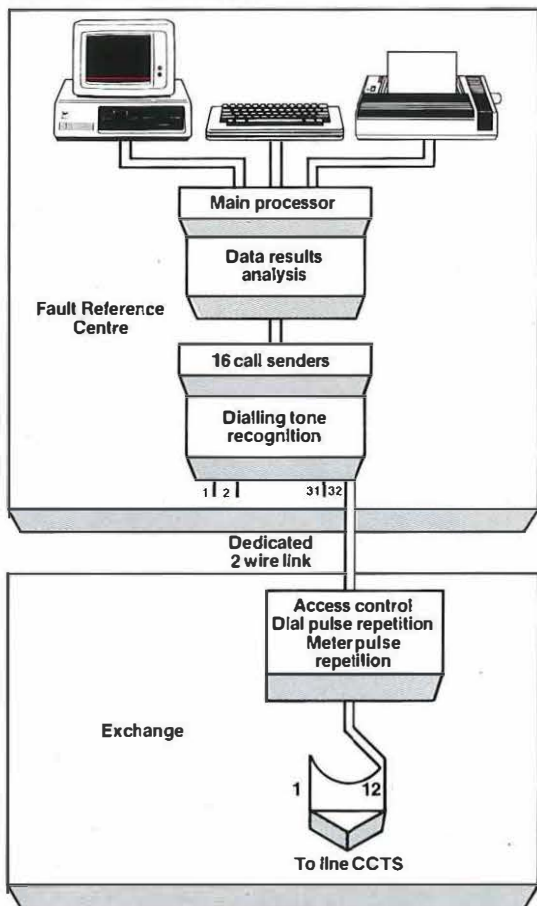 Main processor
Data results
analysis
Fault Reference
Centre
16 call senders
Dialling tone
recognition
1 2 31 32
Dedicated
2 wire link
Access control
Dial pulse repetition
Meter pulse
repetition
Exchange
1 12
To line CCTS